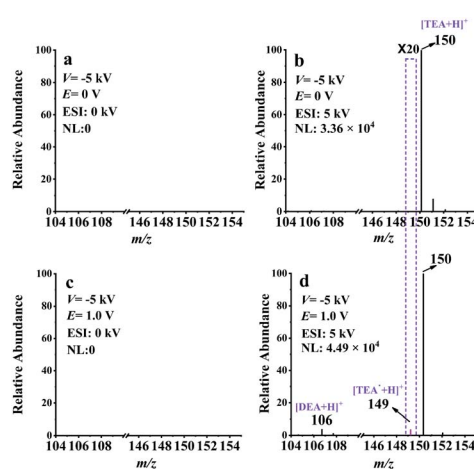 [TEA+H]⁺
a
V= -5 kV
E= 0 V
ESI: 0 kV
NL:0
Relative Abundance
100
80
60
40
20
0
104 106 108 146 148 150 152 154
m/z
b
X20
150
V= -5 kV
E= 0 V
ESI: 5 kV
NL: 3.36 × 10⁴
Relative Abundance
100
80
60
40
20
0
104 106 108 146 148 150 152 154
m/z
c
V= -5 kV
E= 1.0 V
ESI: 0 kV
NL:0
Relative Abundance
100
80
60
40
20
0
104 106 108 146 148 150 152 154
m/z
d
150
V= -5 kV
E= 1.0 V
ESI: 5 kV
NL: 4.49 × 10⁴
[TEA˙+H]⁺
149
[DEA+H]⁺
106
Relative Abundance
100
80
60
40
20
0
104 106 108 146 148 150 152 154
m/z